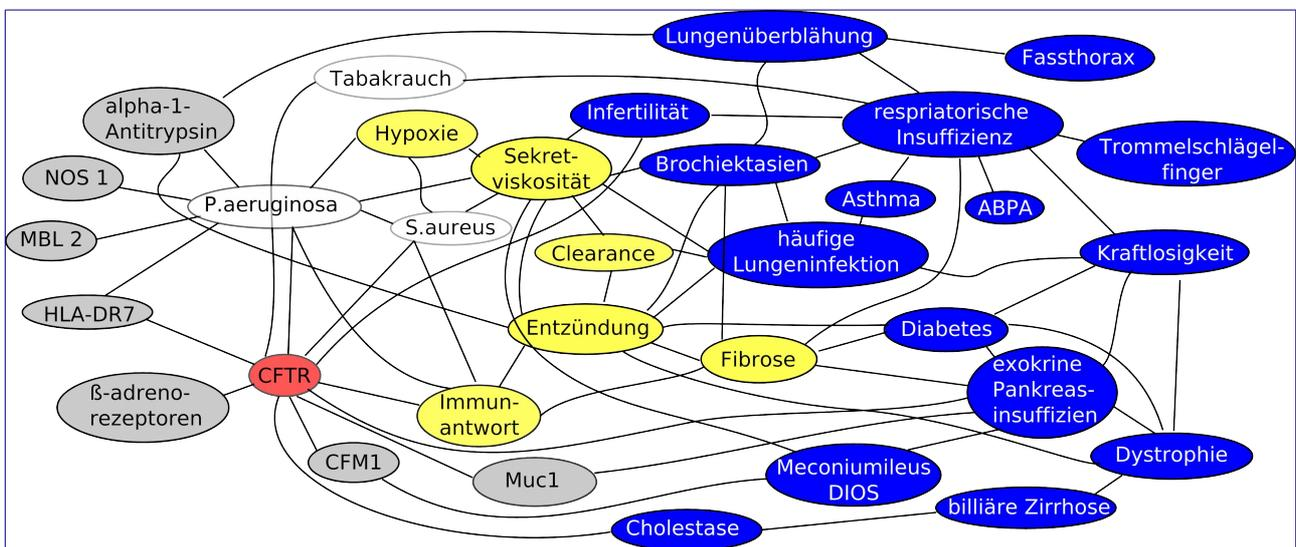 Lungenüberblähung
Fassthorax
Tabakrauch
alpha-1-
Antitrypsin
Infertilität
respriatorische
Insuffizienz
Hypoxie
Trommelschlägel-
finger
Sekret-
viskosität
Brochiektasien
NOS 1
Asthma
P.aeruginosa
ABPA
S.aureus
MBL 2
häufige
Lungeninfektion
Clearance
Kraftlosigkeit
HLA-DR7
Entzündung
Diabetes
Fibrose
CFTR
exokrine
Pankreas-
insuffizien
ß-adreno-
rezeptoren
Immun-
antwort
Dystrophie
CFM1
Muc1
Meconiumileus
DIOS
billiäre Zirrhose
Cholestase